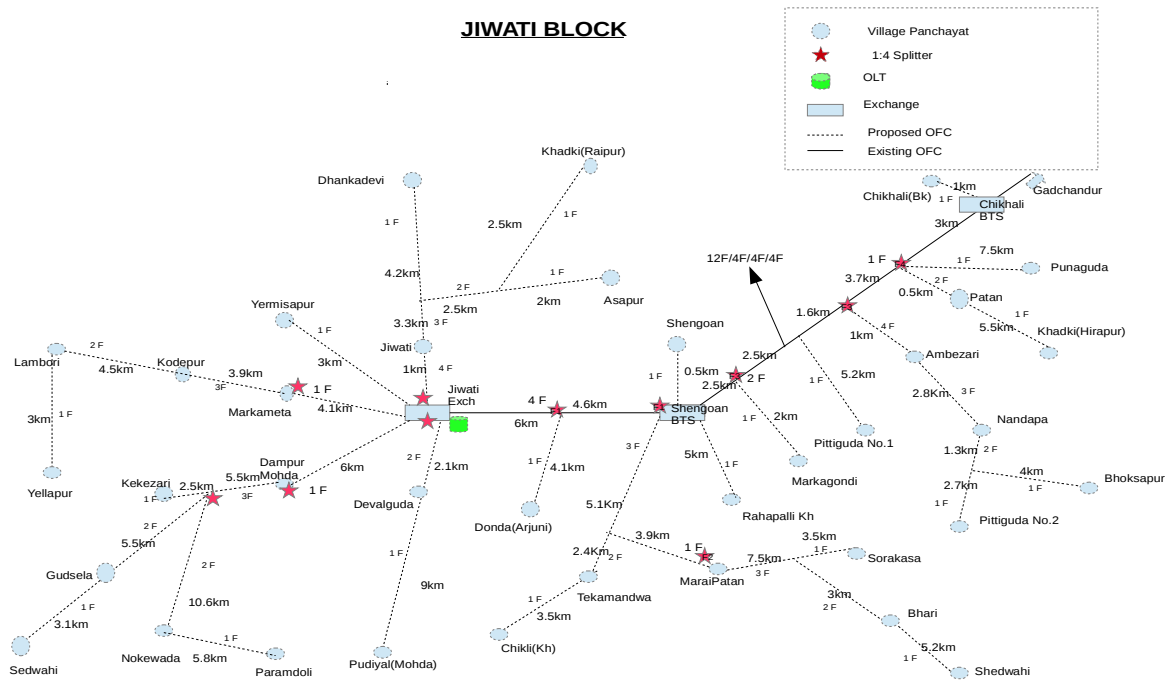 JIWATI BLOCK
Village Panchayat
1:4 Splitter
OLT
Exchange
Proposed OFC
Existing OFC
Khadki(Raipur)
Dhankadevi
Chikhali(Bk)
1km
1 F
Gadchandur
Chikhali
BTS
3km
1 F
1 F
2.5km
7.5km
12F/4F/4F/4F
1 F
1 F
Punaguda
4.2km
1 F
3.7km
2 F
0.5km
2 F
2.5km
2km
Asapur
Patan
Yermisapur
1 F
3.3km
3 F
Shengoan
1.6km
1km
4 F
5.5km
1 F
Khadki(Hirapur)
Lambori
2 F
4.5km
Kodepur
3km
Jiwati
2.5km
Ambezari
3.9km
3F
1km
4 F
1 F
0.5km
2.5km
2 F
5.2km
1 F
2.8Km
3 F
1 F
Markameta
4.1km
Jiwati
Exch
4 F
4.6km
6km
Shengoan
BTS
1 F
2km
3km
1 F
Nandapa
Pittiguda No.1
1.3km
2 F
Dampur
Mohda
6km
2 F
2.1km
1 F
4.1km
3 F
5km
1 F
Markagondi
4km
1 F
Bhoksapur
Yellapur
Kekezari
1 F
2.5km
5.5km
3F
1 F
Devalguda
5.1Km
2.7km
1 F
Rahapalli Kh
Pittiguda No.2
2 F
5.5km
Donda(Arjuni)
3.9km
1 F
3.5km
1 F
Sorakasa
Gudsela
2 F
1 F
2.4Km
2 F
MaraiPatan
7.5km
3 F
1 F
3.1km
10.6km
9km
Tekamandwa
3km
2 F
Bhari
1 F
3.5km
Sedwahi
Nokewada
1 F
5.8km
Paramdoli
Pudiyal(Mohda)
Chikli(Kh)
5.2km
1 F
Shedwahi